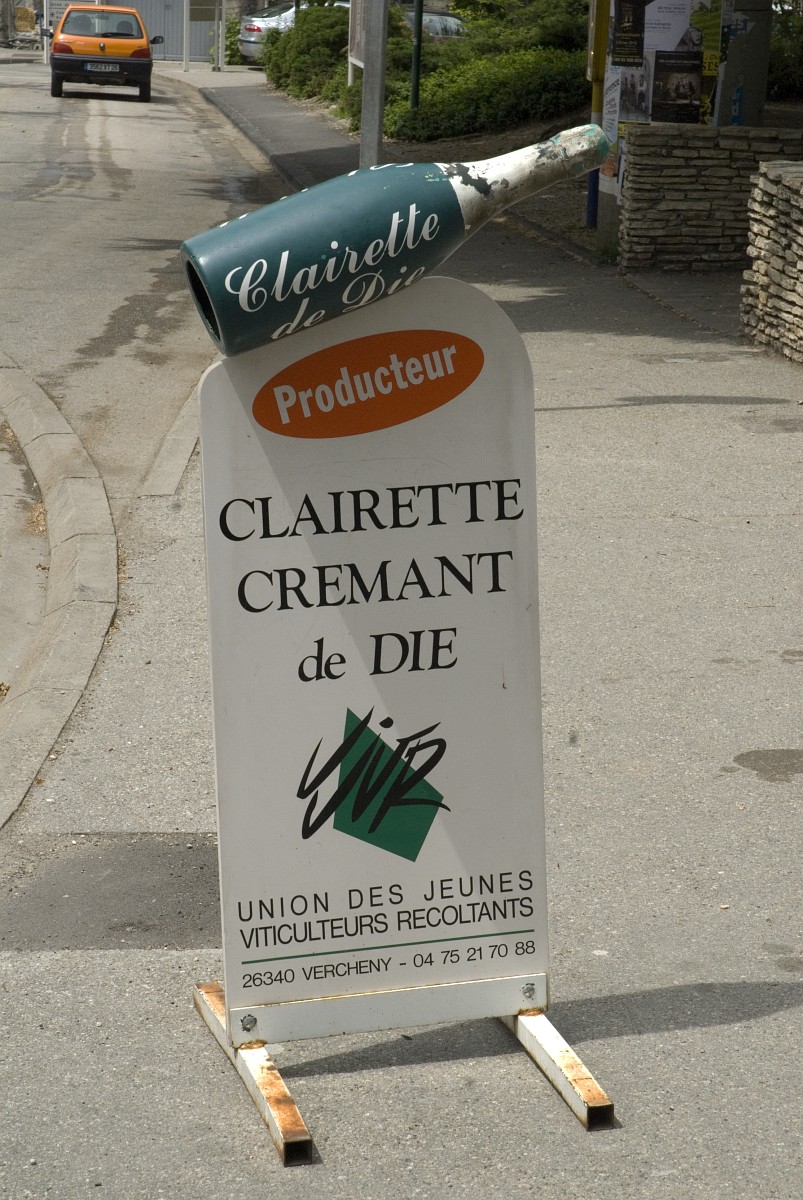 Clairette
de Die
Producteur
CLAIRETTE
CREMANT
de DIE
UJVR
UNION DES JEUNES
VITICULTEURS RECOLTANTS
26340 VERCHENY - 04 75 21 70 88